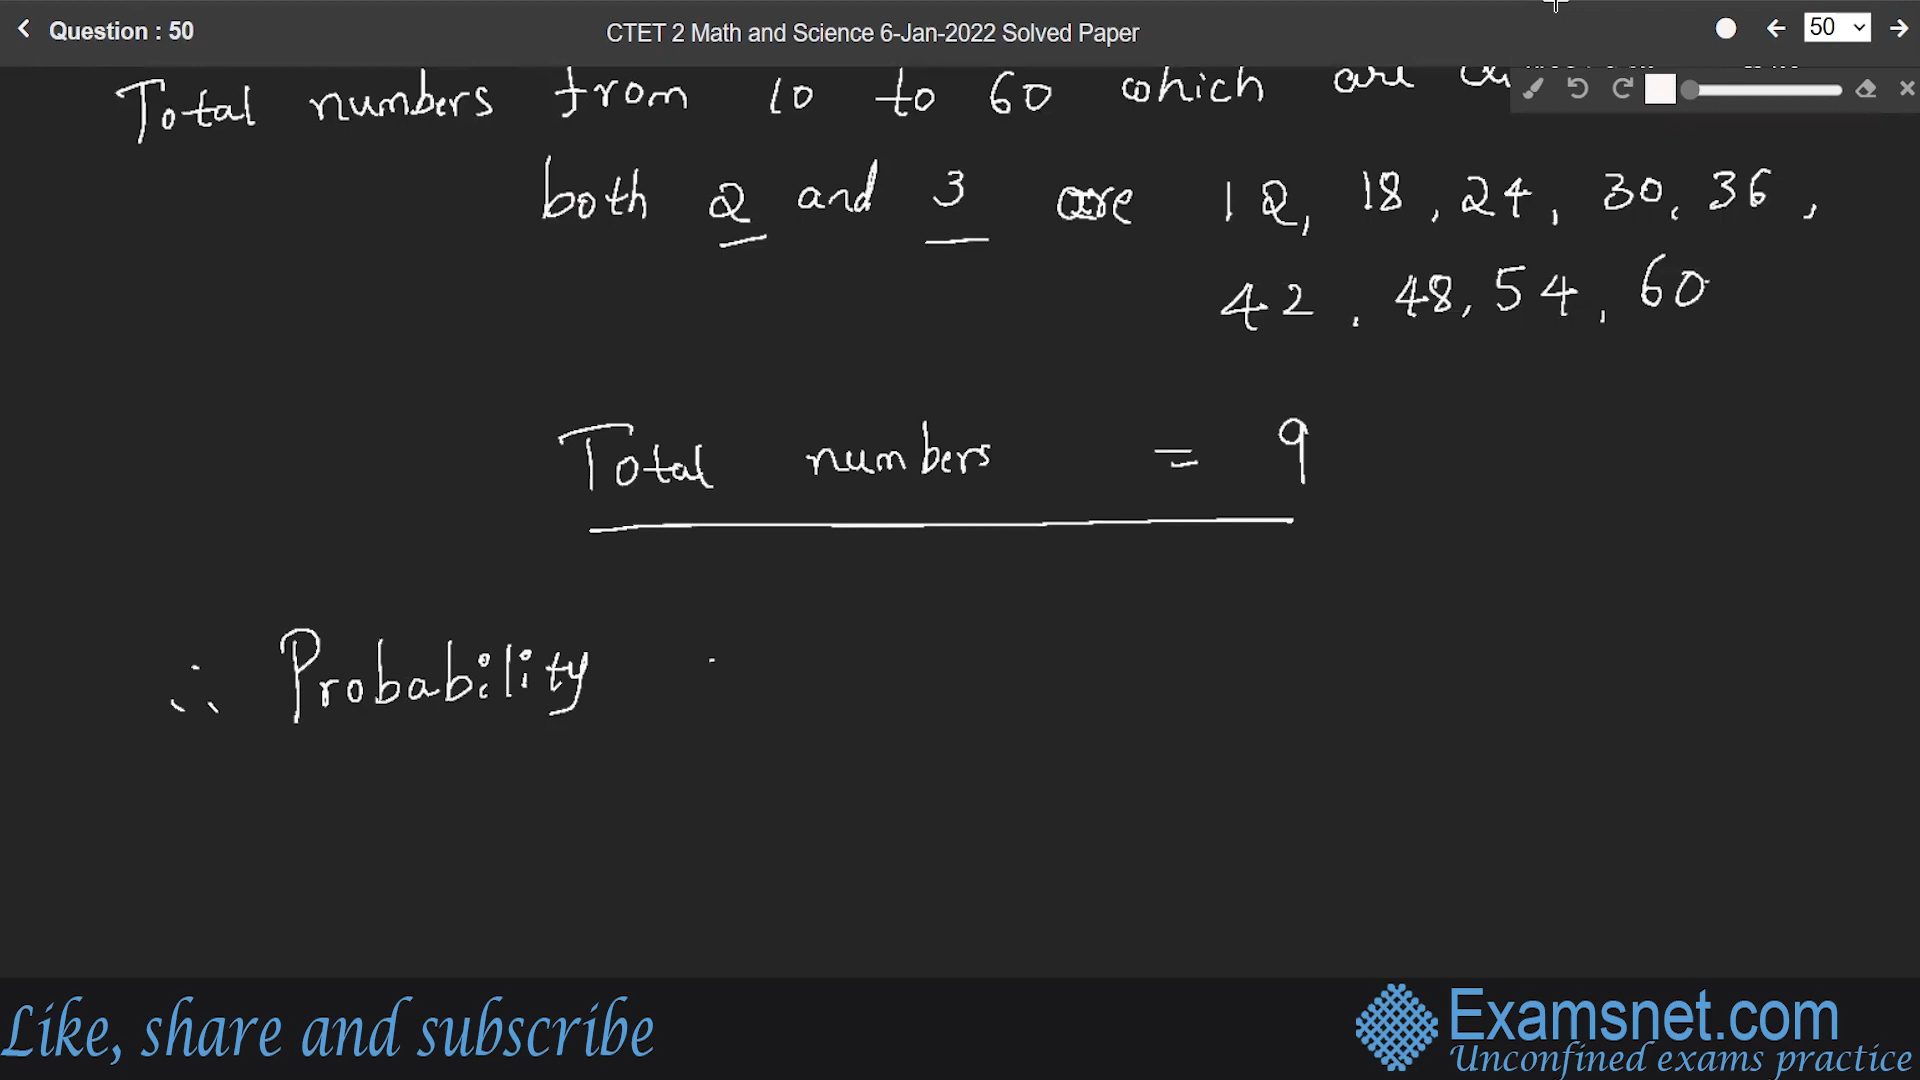 Question : 50
CTET 2 Math and Science 6-Jan-2022 Solved Paper
50
Total numbers from 10 to 60 which are
both 2 and 3 are 12, 18, 24, 30, 36,
42, 48, 54, 60
Total numbers = 9
∴ Probability
Like, share and subscribe
Examsnet.com
Unconfined exams practice